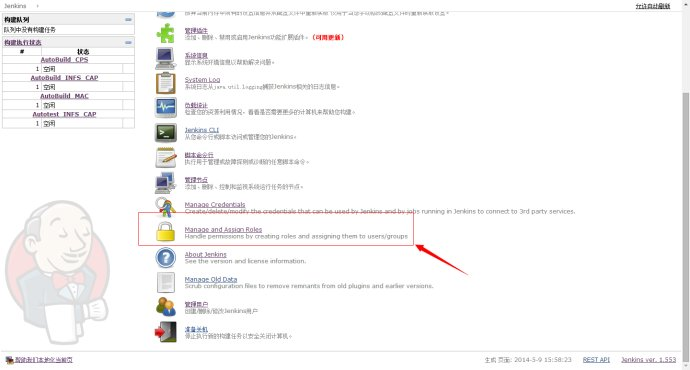 Jenkins
允许自动刷新
构建队列
队列中没有构建任务
构建执行状态
# 状态
AutoBuild_CPS
1 空闲
AutoBuild_INFS_CAP
1 空闲
AutoBuild_MAC
1 空闲
Autotest_INFS_CAP
1 空闲
管理插件
添加、删除、禁用或启用Jenkins功能扩展插件。(可用更新)
系统信息
显示系统环境信息以帮助解决问题。
System Log
系统日志从java.util.logging捕获Jenkins相关的日志信息。
负载统计
检查您的资源利用情况，看看是否需要更多的计算机来帮助您构建。
Jenkins CLI
从您命令行或脚本访问或管理您的Jenkins。
脚本命令行
执行用于管理或故障探测或诊断的任意脚本命令。
管理节点
添加、删除、控制和监视系统运行任务的节点。
Manage Credentials
Create/delete/modify the credentials that can be used by Jenkins and by jobs running in Jenkins to connect to 3rd party services.
Manage and Assign Roles
Handle permissions by creating roles and assigning them to users/groups
About Jenkins
See the version and license information.
Manage Old Data
Scrub configuration files to remove remnants from old plugins and earlier versions.
管理用户
创建/删除/修改Jenkins用户
准备关机
停止执行新的构建任务以安全关闭计算机。
帮助我们本地化当前页
生成 页面: 2014-5-9 15:58:23
REST API
Jenkins ver. 1.553